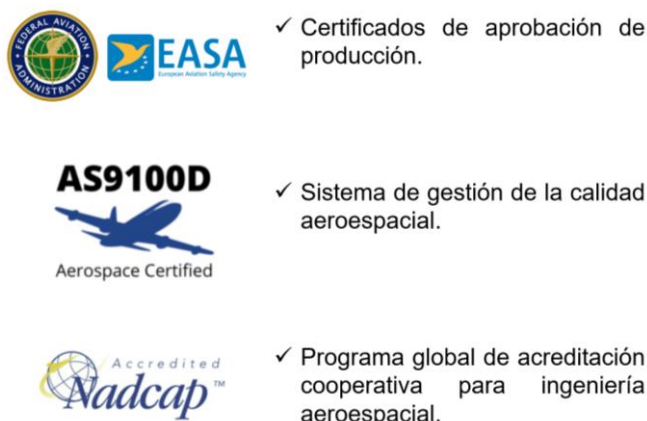 FEDERAL AVIATION
ADMINISTRATION
EASA
European Aviation Safety Agency
✓ Certificados de aprobación de
producción.
AS9100D
Aerospace Certified
✓ Sistema de gestión de la calidad
aeroespacial.
Accredited
Nadcap™
✓ Programa global de acreditación
cooperativa para ingeniería
aeroespacial.